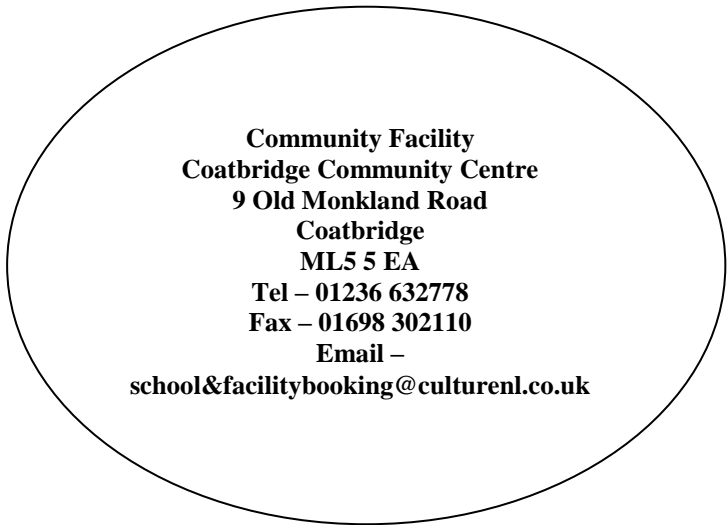 Community Facility
Coatbridge Community Centre
9 Old Monkland Road
Coatbridge
ML5 5 EA
Tel – 01236 632778
Fax – 01698 302110
Email –
school&facilitybooking@culturenl.co.uk